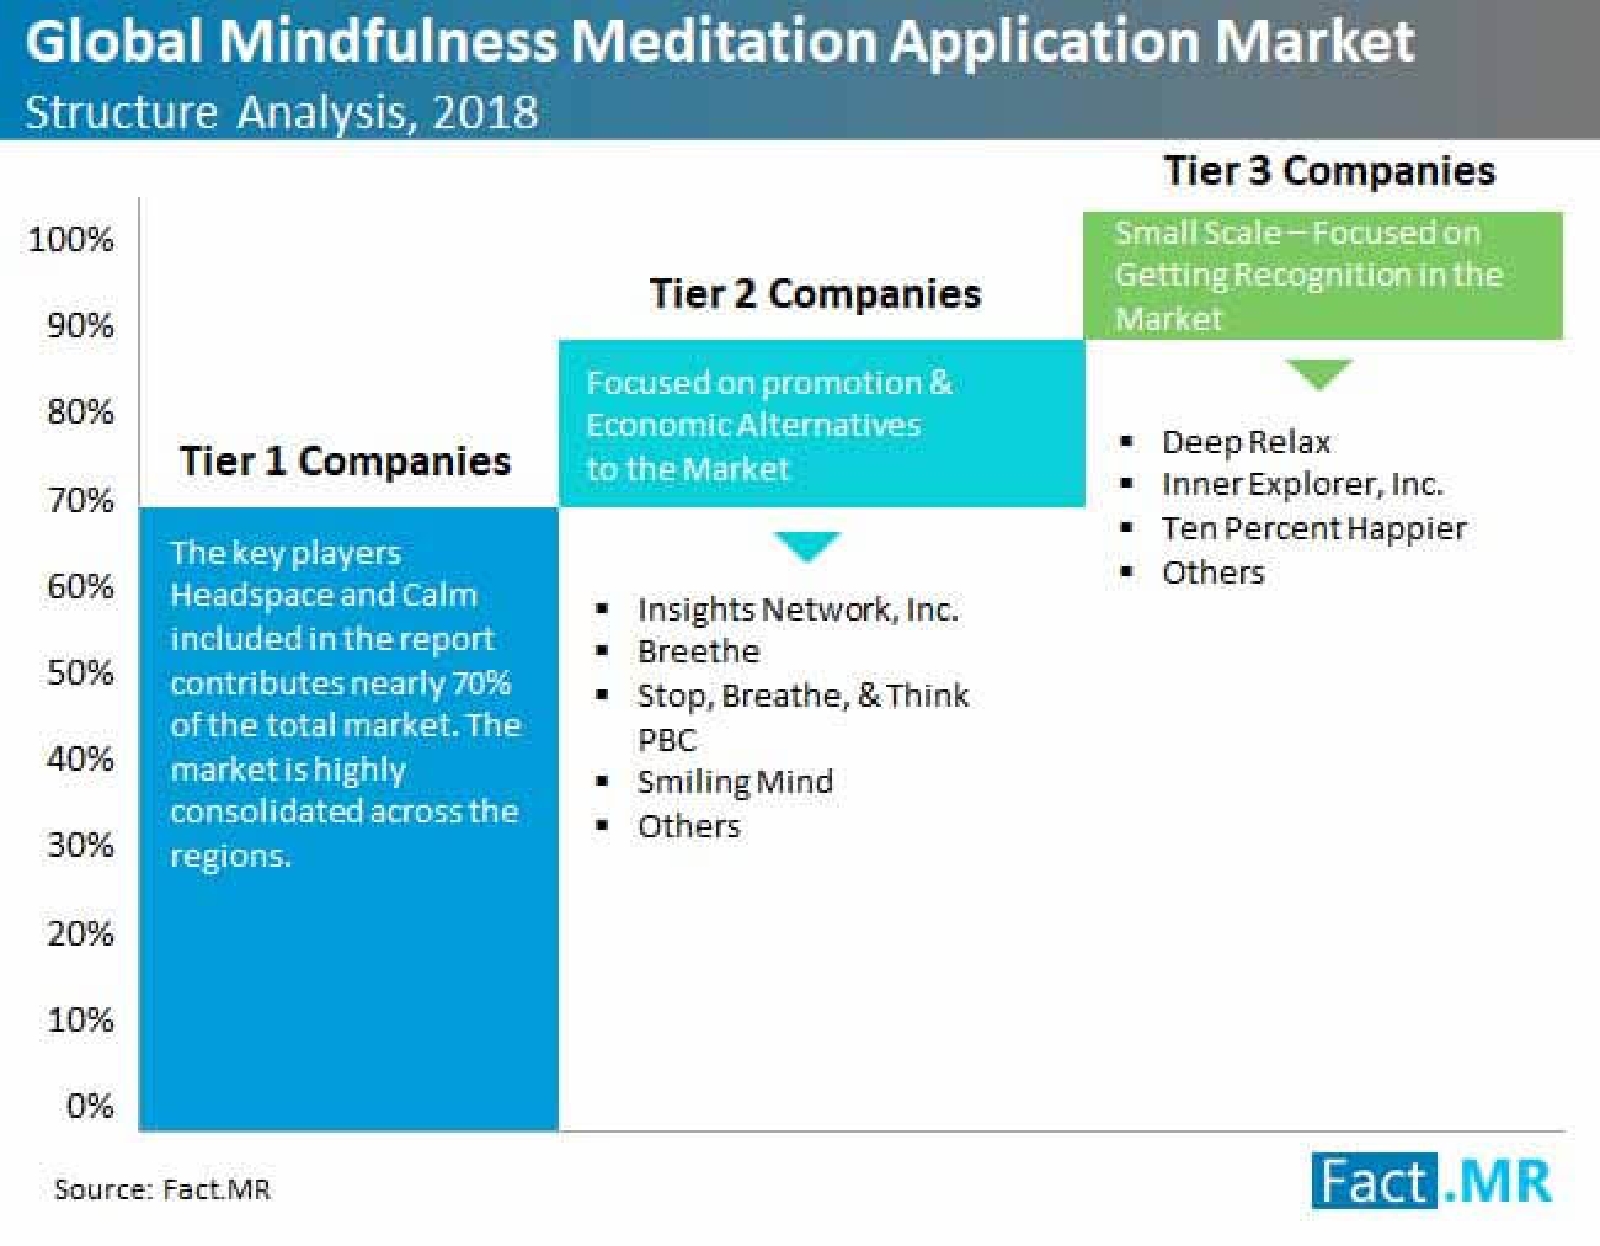 Global Mindfulness Meditation Application Market
Structure Analysis, 2018
Tier 3 Companies
100%
90%
80%
70%
60%
50%
40%
30%
20%
10%
0%
Small Scale – Focused on
Getting Recognition in the
Market
▪ Deep Relax
▪ Inner Explorer, Inc.
▪ Ten Percent Happier
▪ Others
Tier 2 Companies
Focused on promotion &
Economic Alternatives
to the Market
▪ Insights Network, Inc.
▪ Breethe
▪ Stop, Breathe, & Think
PBC
▪ Smiling Mind
▪ Others
Tier 1 Companies
The key players
Headspace and Calm
included in the report
contributes nearly 70%
of the total market. The
market is highly
consolidated across the
regions.
Source: Fact.MR
Fact.MR